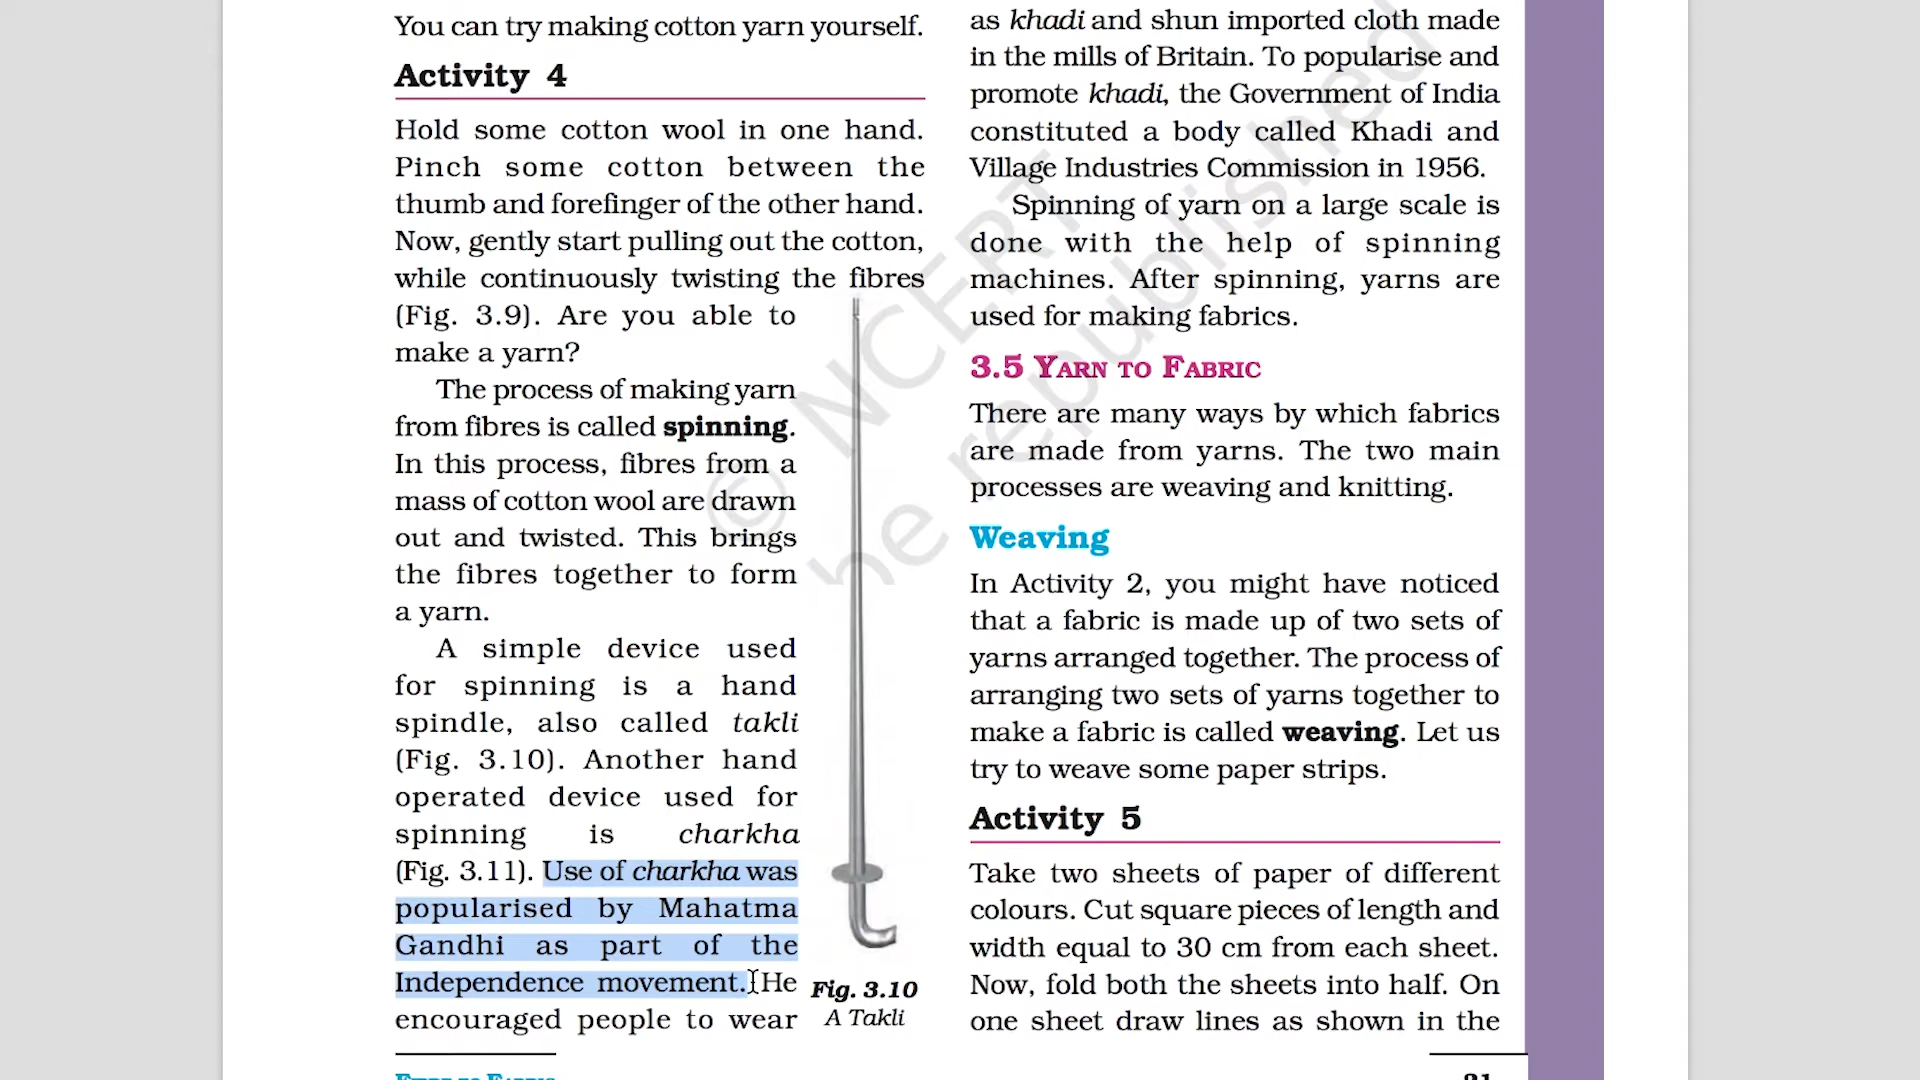 You can try making cotton yarn yourself.
Activity 4
Hold some cotton wool in one hand.
Pinch some cotton between the
thumb and forefinger of the other hand.
Now, gently start pulling out the cotton,
while continuously twisting the fibres
(Fig. 3.9). Are you able to
make a yarn?
The process of making yarn
from fibres is called spinning.
In this process, fibres from a
mass of cotton wool are drawn
out and twisted. This brings
the fibres together to form
a yarn.
A simple device used
for spinning is a hand
spindle, also called takli
(Fig. 3.10). Another hand
operated device used for
spinning is charkha
(Fig. 3.11). Use of charkha was
popularised by Mahatma
Gandhi as part of the
Independence movement. He
encouraged people to wear
Fig. 3.10
A Takli
as khadi and shun imported cloth made
in the mills of Britain. To popularise and
promote khadi, the Government of India
constituted a body called Khadi and
Village Industries Commission in 1956.
Spinning of yarn on a large scale is
done with the help of spinning
machines. After spinning, yarns are
used for making fabrics.
3.5 YARN TO FABRIC
There are many ways by which fabrics
are made from yarns. The two main
processes are weaving and knitting.
Weaving
In Activity 2, you might have noticed
that a fabric is made up of two sets of
yarns arranged together. The process of
arranging two sets of yarns together to
make a fabric is called weaving. Let us
try to weave some paper strips.
Activity 5
Take two sheets of paper of different
colours. Cut square pieces of length and
width equal to 30 cm from each sheet.
Now, fold both the sheets into half. On
one sheet draw lines as shown in the
FIBRE TO FABRIC
21
© NCERT
be republished